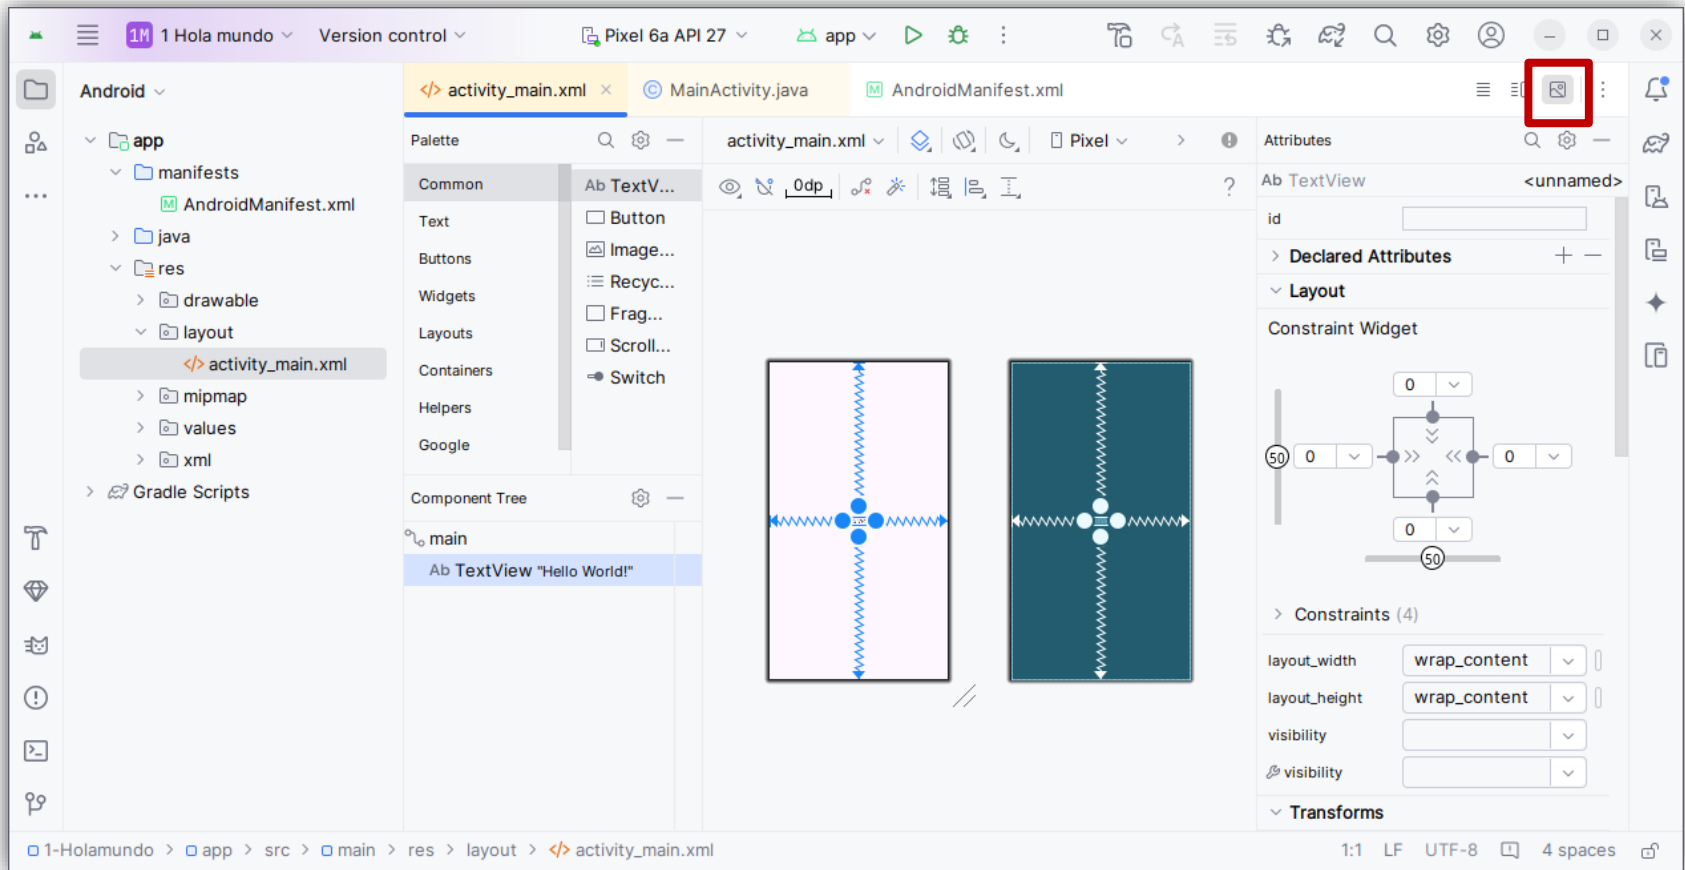 1M 1 Hola mundo Version control Pixel 6a API 27 app
Android
activity_main.xml MainActivity.java AndroidManifest.xml
app
manifests
AndroidManifest.xml
java
res
drawable
layout
activity_main.xml
mipmap
values
xml
Gradle Scripts
Palette
Common
Text
Buttons
Widgets
Layouts
Containers
Helpers
Google
Ab TextV...
Button
Image...
Recyc...
Frag...
Scroll...
Switch
Component Tree
main
Ab TextView "Hello World!"
activity_main.xml Pixel
0dp ?
Attributes
Ab TextView <unnamed>
id
Declared Attributes
Layout
Constraint Widget
0
50 0 0
0
50
Constraints (4)
layout_width wrap_content
layout_height wrap_content
visibility
visibility
Transforms
1-Holamundo > app > src > main > res > layout > activity_main.xml 1:1 LF UTF-8 4 spaces